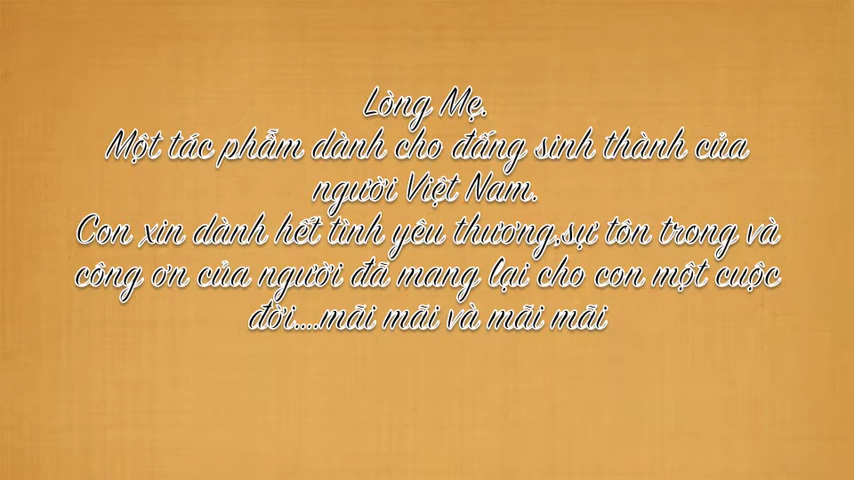 Lòng Mẹ.
Một tác phẩm dành cho đấng sinh thành của
người Việt Nam.
Con xin dành hết tình yêu thương,sự tôn trong và
công ơn của người đã mang lại cho con một cuộc
đời....mãi mãi và mãi mãi